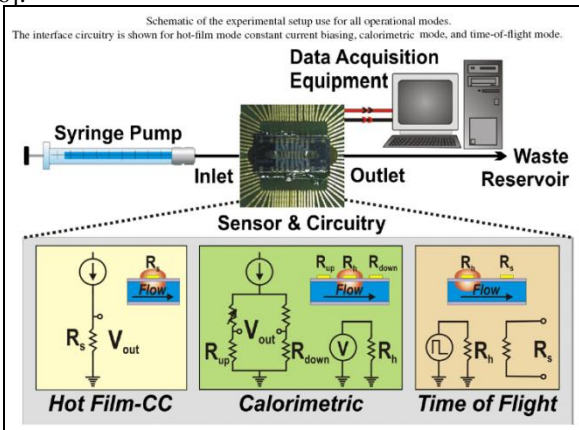 Schematic of the experimental setup use for all operational modes.
The interface circuitry is shown for hot-film mode constant current biasing, calorimetric mode, and time-of-flight mode.
Data Acquisition
Equipment
Syringe Pump
Inlet
Outlet
Waste
Reservoir
Sensor & Circuitry
Rs
Flow
Rs
Vout
Hot Film-CC
Rup Rh Rdown
Flow
Vout
Rup
Rdown
V
Rh
Calorimetric
Rh Rs
Flow
Rh
Rs
Time of Flight